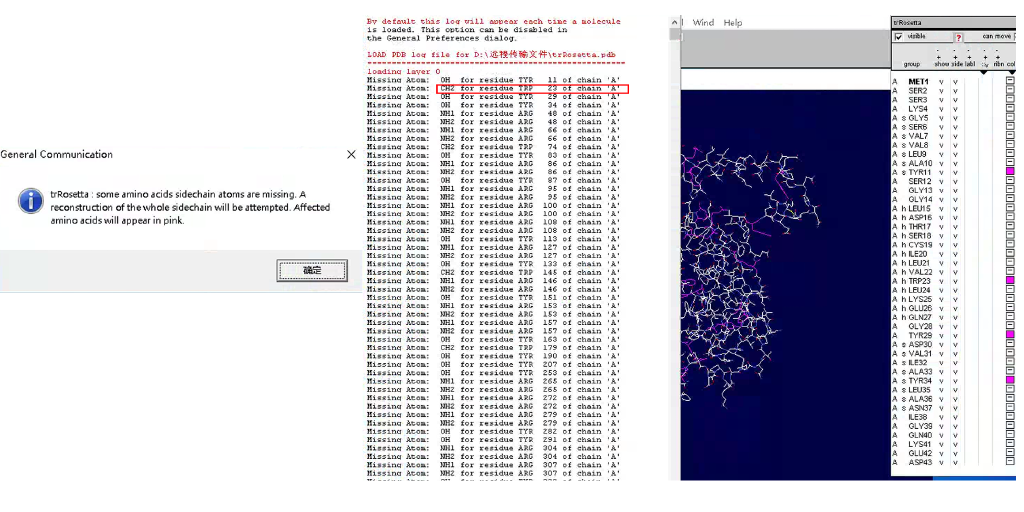 General Communication
trRosetta : some amino acids sidechain atoms are missing. A
reconstruction of the whole sidechain will be attempted. Affected
amino acids will appear in pink.
确定
By default this log will appear each time a molecule
is loaded. This option can be disabled in
the General Preferences dialog.
LOAD PDB log file for D:\远程传输文件\trRosetta.pdb
loading layer 0
Missing Atom: OH for residue TYR 11 of chain 'A'
Missing Atom: CH2 for residue TRP 23 of chain 'A'
Missing Atom: OH for residue TYR 29 of chain 'A'
Missing Atom: OH for residue TYR 34 of chain 'A'
Missing Atom: NH1 for residue ARG 48 of chain 'A'
Missing Atom: NH2 for residue ARG 48 of chain 'A'
Missing Atom: NH1 for residue ARG 66 of chain 'A'
Missing Atom: NH2 for residue ARG 66 of chain 'A'
Missing Atom: CH2 for residue TRP 74 of chain 'A'
Missing Atom: OH for residue TYR 83 of chain 'A'
Missing Atom: NH1 for residue ARG 86 of chain 'A'
Missing Atom: NH2 for residue ARG 86 of chain 'A'
Missing Atom: OH for residue TYR 87 of chain 'A'
Missing Atom: NH1 for residue ARG 95 of chain 'A'
Missing Atom: NH2 for residue ARG 95 of chain 'A'
Missing Atom: NH1 for residue ARG 100 of chain 'A'
Missing Atom: NH2 for residue ARG 100 of chain 'A'
Missing Atom: NH1 for residue ARG 108 of chain 'A'
Missing Atom: NH2 for residue ARG 108 of chain 'A'
Missing Atom: OH for residue TYR 113 of chain 'A'
Missing Atom: NH1 for residue ARG 127 of chain 'A'
Missing Atom: NH2 for residue ARG 127 of chain 'A'
Missing Atom: OH for residue TYR 133 of chain 'A'
Missing Atom: CH2 for residue TRP 145 of chain 'A'
Missing Atom: NH1 for residue ARG 146 of chain 'A'
Missing Atom: NH2 for residue ARG 146 of chain 'A'
Missing Atom: OH for residue TYR 151 of chain 'A'
Missing Atom: NH1 for residue ARG 153 of chain 'A'
Missing Atom: NH2 for residue ARG 153 of chain 'A'
Missing Atom: NH1 for residue ARG 157 of chain 'A'
Missing Atom: NH2 for residue ARG 157 of chain 'A'
Missing Atom: OH for residue TYR 163 of chain 'A'
Missing Atom: CH2 for residue TRP 179 of chain 'A'
Missing Atom: OH for residue TYR 190 of chain 'A'
Missing Atom: OH for residue TYR 207 of chain 'A'
Missing Atom: OH for residue TYR 253 of chain 'A'
Missing Atom: NH1 for residue ARG 265 of chain 'A'
Missing Atom: NH2 for residue ARG 265 of chain 'A'
Missing Atom: NH1 for residue ARG 272 of chain 'A'
Missing Atom: NH2 for residue ARG 272 of chain 'A'
Missing Atom: NH1 for residue ARG 279 of chain 'A'
Missing Atom: NH2 for residue ARG 279 of chain 'A'
Missing Atom: OH for residue TYR 282 of chain 'A'
Missing Atom: OH for residue TYR 291 of chain 'A'
Missing Atom: NH1 for residue ARG 304 of chain 'A'
Missing Atom: NH2 for residue ARG 304 of chain 'A'
Missing Atom: NH1 for residue ARG 307 of chain 'A'
Missing Atom: NH2 for residue ARG 307 of chain 'A'
Wind Help
trRosetta
visible ? can move
group show side labl ::v ribn col
A MET1 v v
A SER2 v v
A SER3 v v
A LYS4 v v
A s GLY5 v v
A s SER6 v v
A s VAL7 v v
A s VAL8 v v
A s LEU9 v v
A s ALA10 v v
A s TYR11 v v
A SER12 v v
A GLY13 v v
A GLY14 v v
A h LEU15 v v
A h ASP16 v v
A h THR17 v v
A h SER18 v v
A h CYS19 v v
A h ILE20 v v
A h LEU21 v v
A h VAL22 v v
A h TRP23 v v
A h LEU24 v v
A h LYS25 v v
A h GLU26 v v
A h GLN27 v v
A GLY28 v v
A TYR29 v v
A s ASP30 v v
A s VAL31 v v
A s ILE32 v v
A s ALA33 v v
A s TYR34 v v
A s LEU35 v v
A s ALA36 v v
A s ASN37 v v
A ILE38 v v
A GLY39 v v
A GLN40 v v
A LYS41 v v
A GLU42 v v
A ASP43 v v